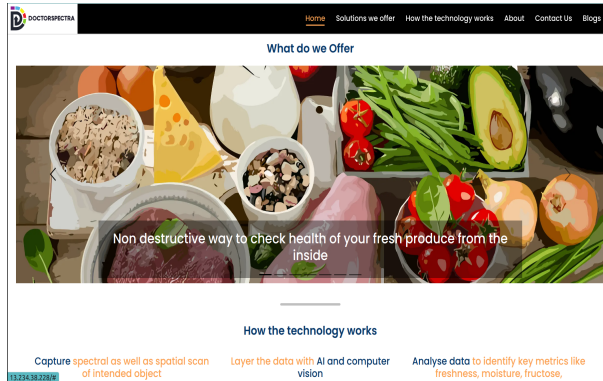 DOCTORSPECTRA
Home Solutions we offer How the technology works About Contact Us Blogs
What do we Offer
Non destructive way to check health of your fresh produce from the
inside
How the technology works
Capture spectral as well as spatial scan
of intended object
Layer the data with AI and computer
vision
Analyse data to identify key metrics like
freshness, moisture, fructose,
13.234.38.228/#